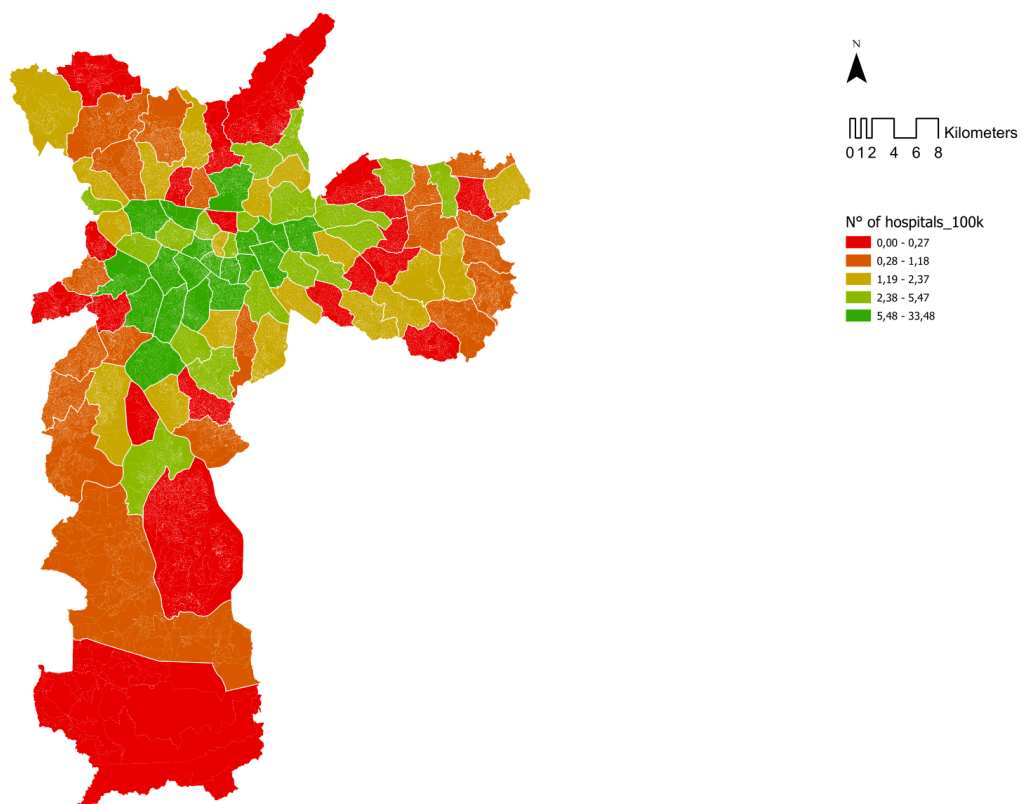 N
Kilometers
0 1 2 4 6 8
N° of hospitals_100k
0,00 - 0,27
0,28 - 1,18
1,19 - 2,37
2,38 - 5,47
5,48 - 33,48